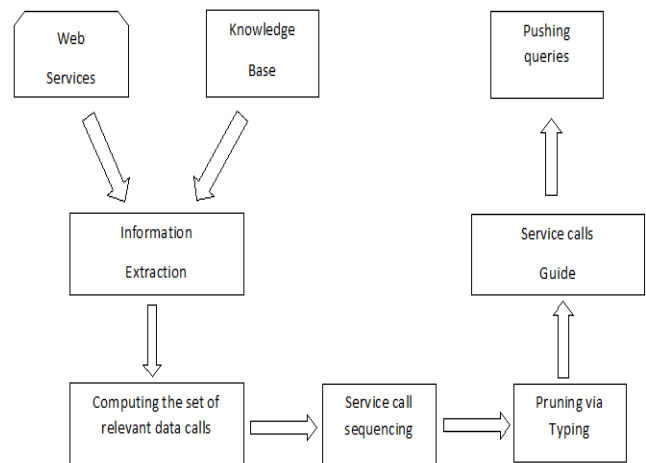 Web
Services
Knowledge
Base
Pushing
queries
Information
Extraction
Service calls
Guide
Computing the set of
relevant data calls
Service call
sequencing
Pruning via
Typing